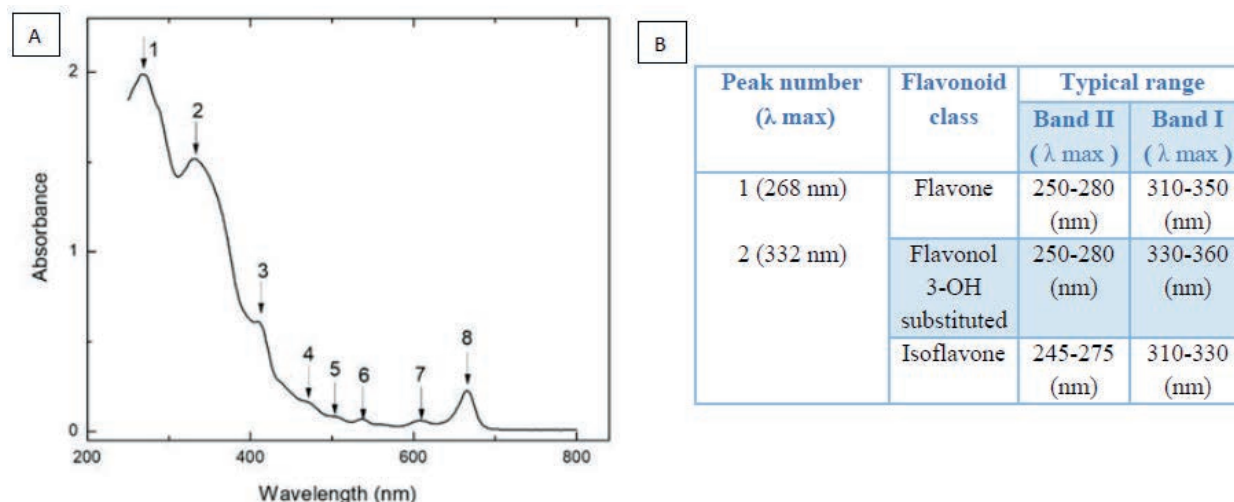 A
1
2
3
4
5
6
7
8
2
1
0
200
400
600
800
Absorbance
Wavelength (nm)
B
Peak number
(λ max)
Flavonoid
class
Typical range
Band II
( λ max )
Band I
( λ max )
1 (268 nm)
Flavone
250-280
(nm)
310-350
(nm)
2 (332 nm)
Flavonol
3-OH
substituted
250-280
(nm)
330-360
(nm)
Isoflavone
245-275
(nm)
310-330
(nm)